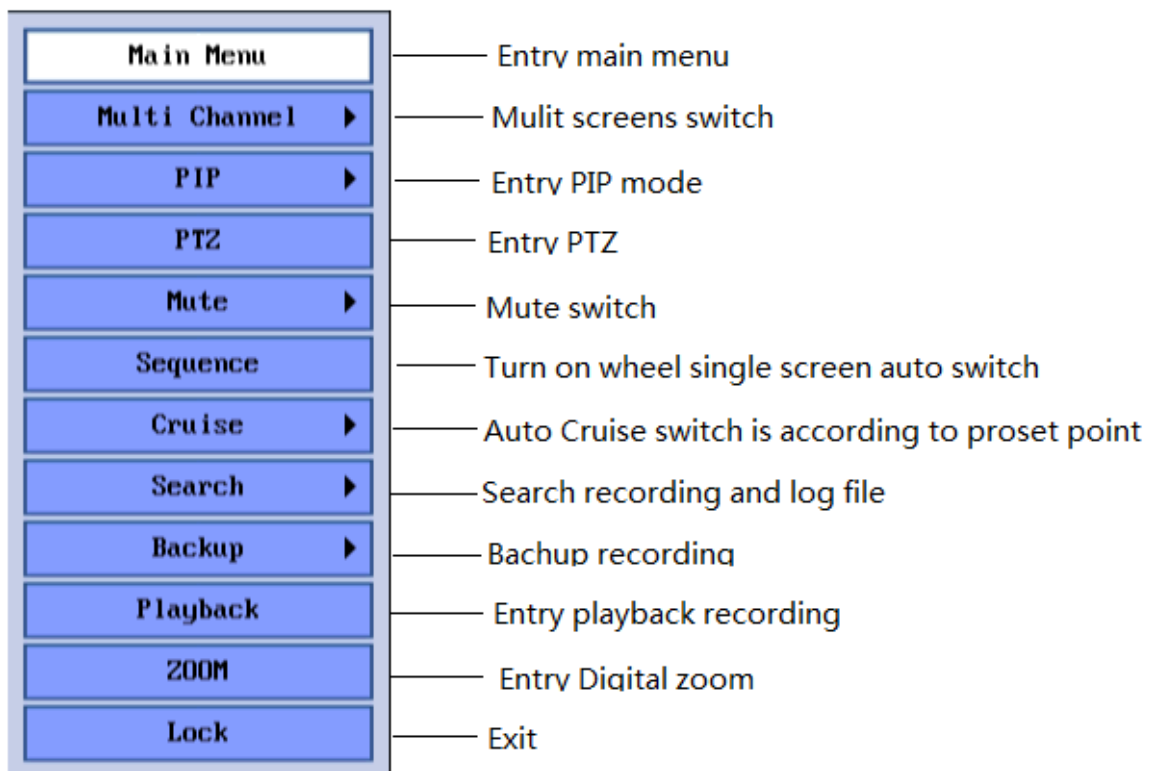 Main Menu Entry main menu
Multi Channel Mulit screens switch
PIP Entry PIP mode
PTZ Entry PTZ
Mute Mute switch
Sequence Turn on wheel single screen auto switch
Cruise Auto Cruise switch is according to proset point
Search Search recording and log file
Backup Bachup recording
Playback Entry playback recording
ZOOM Entry Digital zoom
Lock Exit